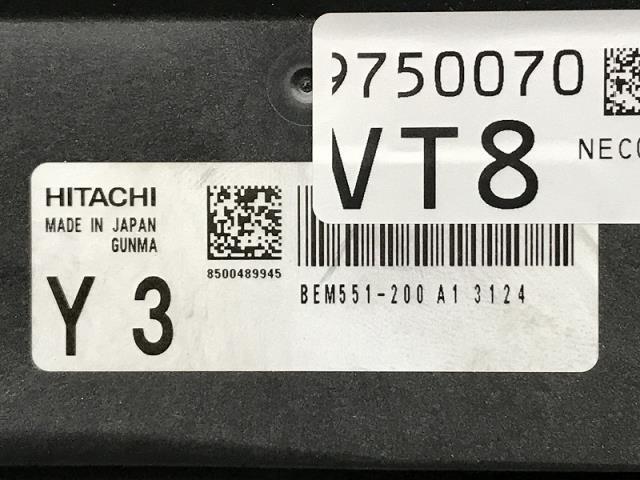 9750070
VT8
NEC
HITACHI
MADE IN JAPAN
GUNMA
8500489945
Y 3
BEM551-200 A1 3124